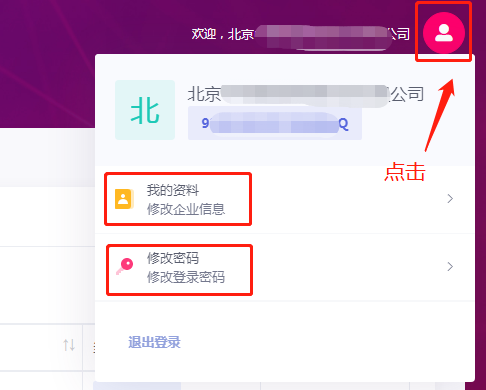 欢迎，北京 公司
北
北京 公司
9 Q
点击
我的资料
修改企业信息
修改密码
修改登录密码
退出登录